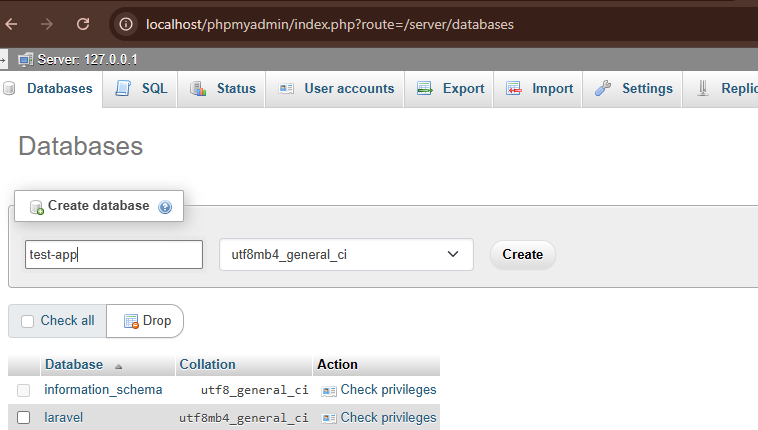 localhost/phpmyadmin/index.php?route=/server/databases
Server: 127.0.0.1
Databases SQL Status User accounts Export Import Settings Replic
Databases
Create database
test-app utf8mb4_general_ci Create
Check all Drop
Database Collation Action
information_schema utf8_general_ci Check privileges
laravel utf8mb4_general_ci Check privileges